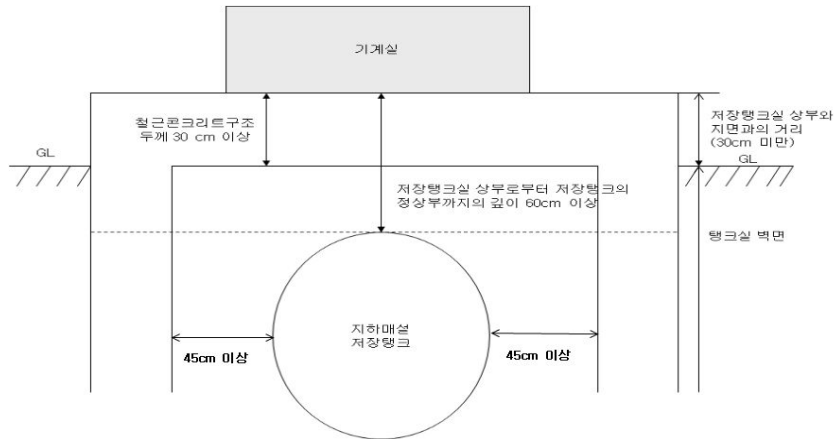 기계실
철근콘크리트구조
두께 30 cm 이상
저장탱크실 상부와
지면과의 거리
(30cm 미만)
GL
GL
저장탱크실 상부로부터 저장탱크의
정상부까지의 깊이 60cm 이상
탱크실 벽면
지하매설
저장탱크
45cm 이상
45cm 이상